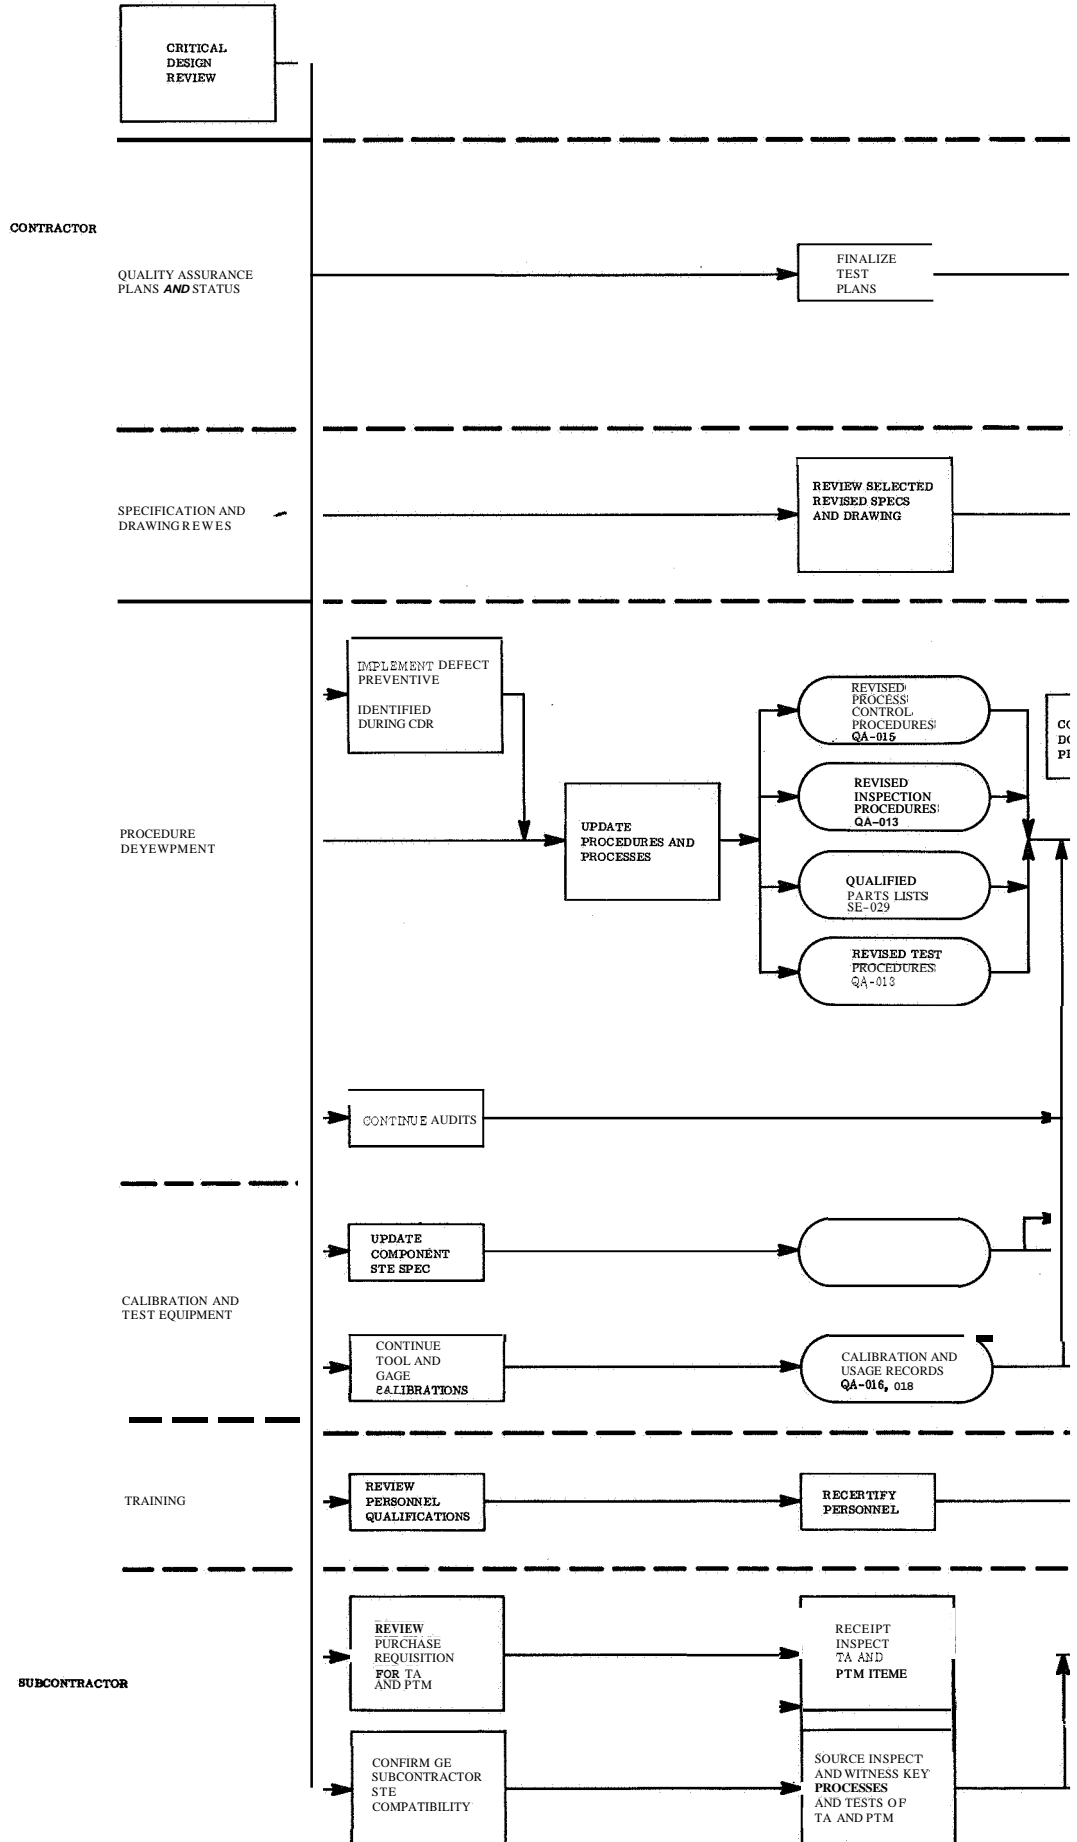 CRITICAL
DESIGN
REVIEW
CONTRACTOR
QUALITY ASSURANCE
PLANS AND STATUS
FINALIZE
TEST
PLANS
SPECIFICATION AND
DRAWING REWES
REVIEW SELECTED
REVISED SPECS
AND DRAWING
IMPLEMENT DEFECT
PREVENTIVE
IDENTIFIED
DURING CDR
REVISED
PROCESS
CONTROL
PROCEDURES
QA-015
CO
DO
PR
REVISED
INSPECTION
PROCEDURES
QA-013
PROCEDURE
DEYEWPMENT
UPDATE
PROCEDURES AND
PROCESSES
QUALIFIED
PARTS LISTS
SE-029
REVISED TEST
PROCEDURES
QA-013
CONTINUE AUDITS
UPDATE
COMPONENT
STE SPEC
CALIBRATION AND
TEST EQUIPMENT
CONTINUE
TOOL AND
GAGE
CALIBRATIONS
CALIBRATION AND
USAGE RECORDS
QA-016, 018
TRAINING
REVIEW
PERSONNEL
QUALIFICATIONS
RECERTIFY
PERSONNEL
SUBCONTRACTOR
REVIEW
PURCHASE
REQUISITION
FOR TA
AND PTM
RECEIPT
INSPECT
TA AND
PTM ITEME
CONFIRM GE
SUBCONTRACTOR
STE
COMPATIBILITY
SOURCE INSPECT
AND WITNESS KEY
PROCESSES
AND TESTS OF
TA AND PTM